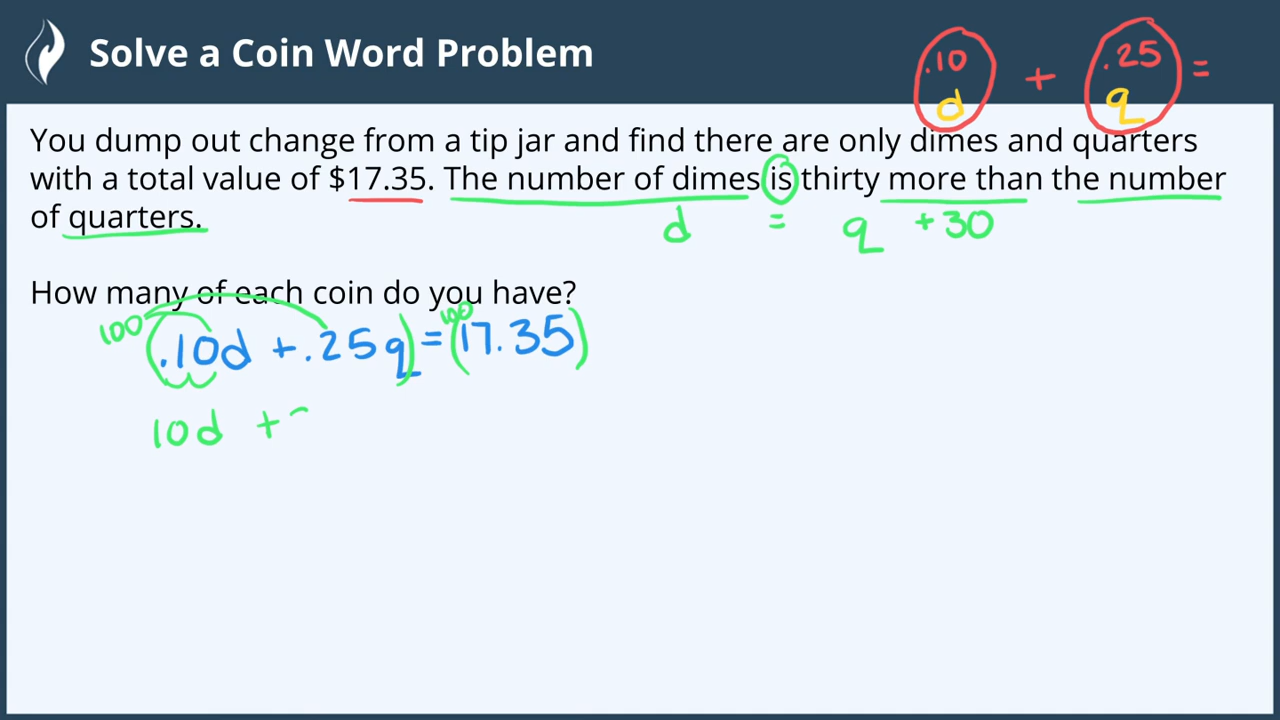 Solve a Coin Word Problem
.10 + .25 =
d q
You dump out change from a tip jar and find there are only dimes and quarters
with a total value of $17.35. The number of dimes is thirty more than the number
of quarters.
d = q +30
How many of each coin do you have?
100 (.10d + .25q) = 100 (17.35)
10d +